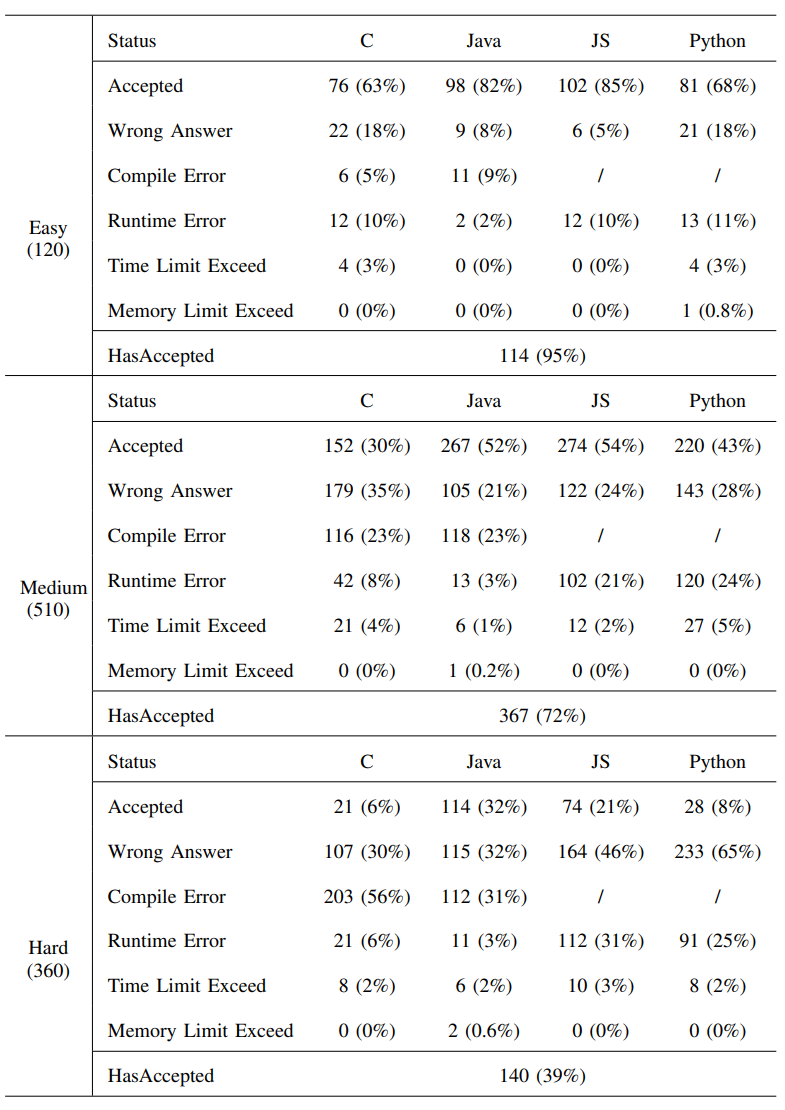 Status C Java JS Python
Accepted 76 (63%) 98 (82%) 102 (85%) 81 (68%)
Wrong Answer 22 (18%) 9 (8%) 6 (5%) 21 (18%)
Compile Error 6 (5%) 11 (9%) / /
Easy
(120)
Runtime Error 12 (10%) 2 (2%) 12 (10%) 13 (11%)
Time Limit Exceed 4 (3%) 0 (0%) 0 (0%) 4 (3%)
Memory Limit Exceed 0 (0%) 0 (0%) 0 (0%) 1 (0.8%)
HasAccepted 114 (95%)
Status C Java JS Python
Accepted 152 (30%) 267 (52%) 274 (54%) 220 (43%)
Wrong Answer 179 (35%) 105 (21%) 122 (24%) 143 (28%)
Compile Error 116 (23%) 118 (23%) / /
Medium
(510)
Runtime Error 42 (8%) 13 (3%) 102 (21%) 120 (24%)
Time Limit Exceed 21 (4%) 6 (1%) 12 (2%) 27 (5%)
Memory Limit Exceed 0 (0%) 1 (0.2%) 0 (0%) 0 (0%)
HasAccepted 367 (72%)
Status C Java JS Python
Accepted 21 (6%) 114 (32%) 74 (21%) 28 (8%)
Wrong Answer 107 (30%) 115 (32%) 164 (46%) 233 (65%)
Compile Error 203 (56%) 112 (31%) / /
Hard
(360)
Runtime Error 21 (6%) 11 (3%) 112 (31%) 91 (25%)
Time Limit Exceed 8 (2%) 6 (2%) 10 (3%) 8 (2%)
Memory Limit Exceed 0 (0%) 2 (0.6%) 0 (0%) 0 (0%)
HasAccepted 140 (39%)